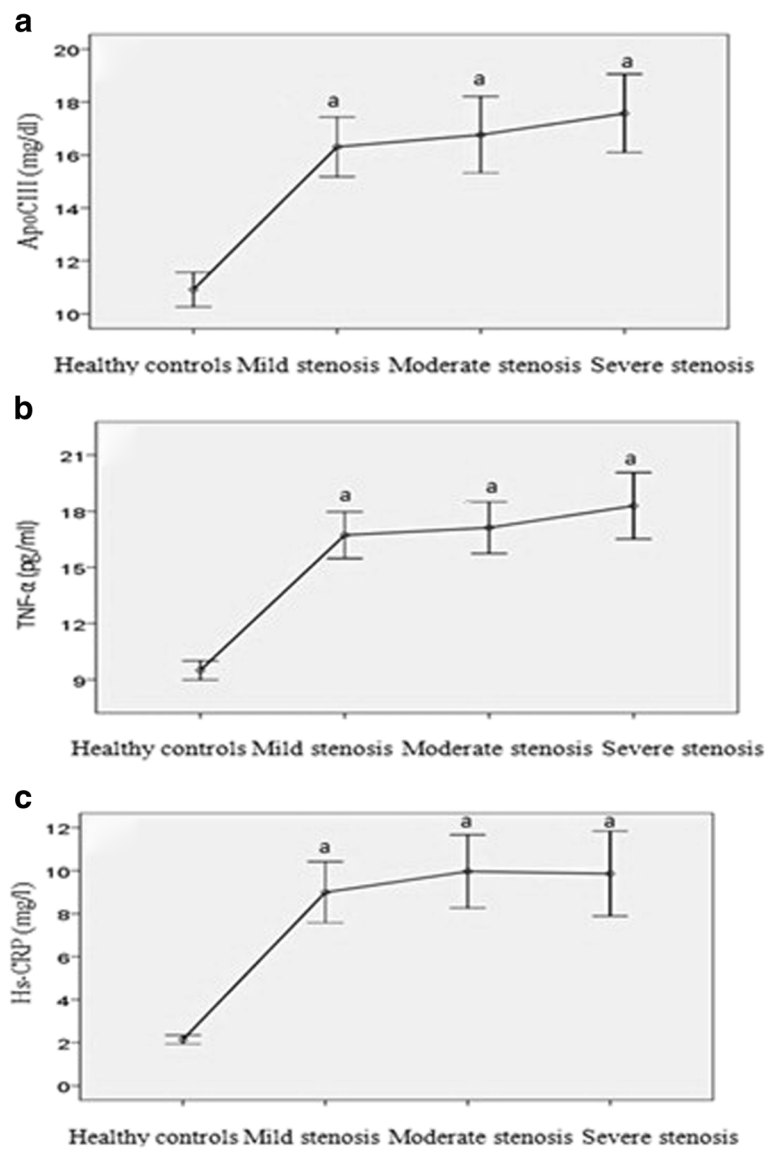 a
ApoCIII (mg/dl)
20
18
16
14
12
10
a
a
a
Healthy controls Mild stenosis Moderate stenosis Severe stenosis
b
TNF-α (pg/ml)
21
18
15
12
9
a
a
a
Healthy controls Mild stenosis Moderate stenosis Severe stenosis
c
Hs-CRP (mg/l)
12
10
8
6
4
2
0
a
a
a
Healthy controls Mild stenosis Moderate stenosis Severe stenosis